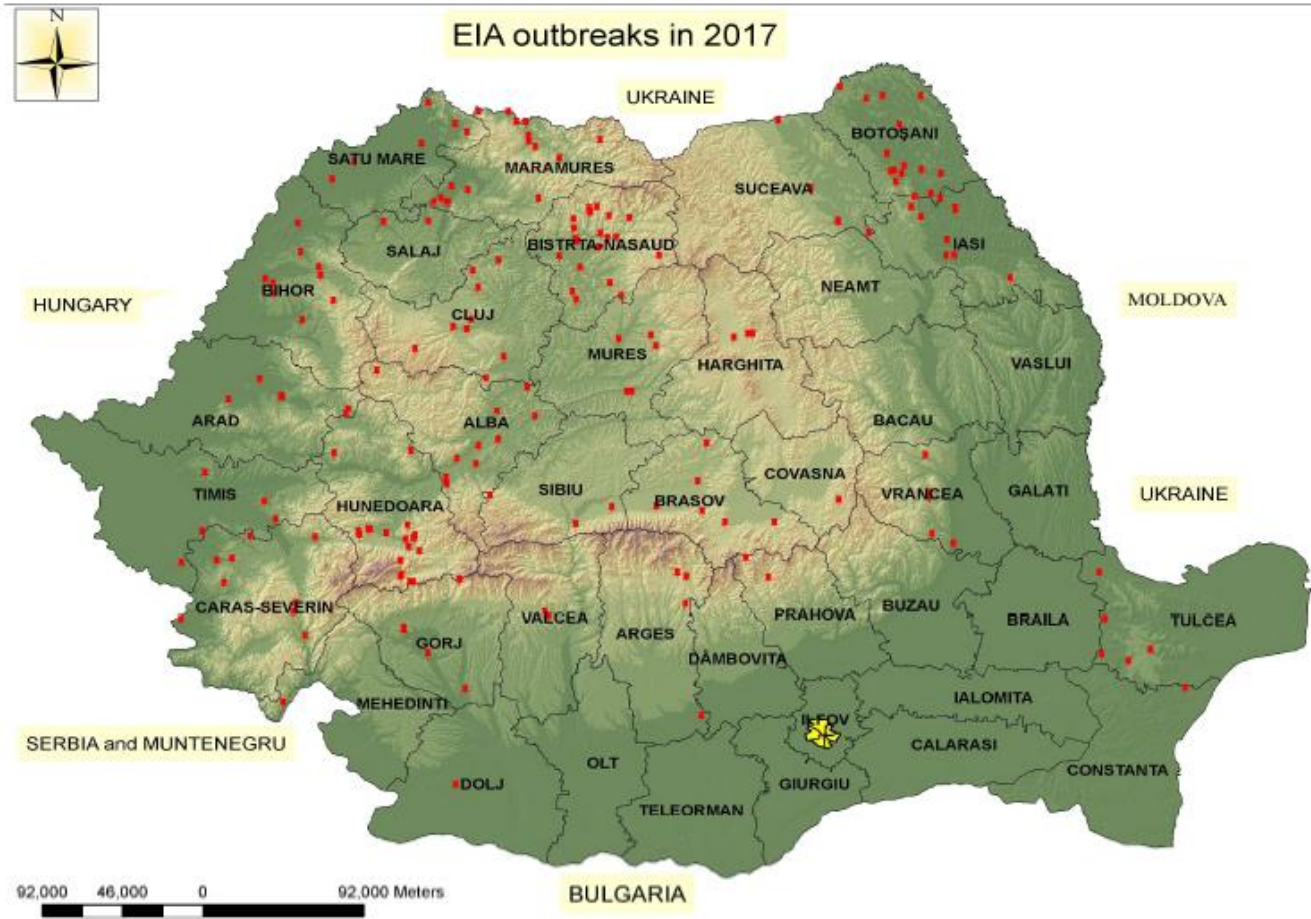 N
EIA outbreaks in 2017
UKRAINE
BOTOȘANI
SATU MARE
MARAMURES
SUCEAVA
SALAJ
BISTRTA-NASAUD
IASI
NEAMT
BIHOR
HUNGARY
MOLDOVA
CLUJ
MURES
HARGHITA
VASLUI
ARAD
ALBA
BACAU
COVASNA
TIMIS
SIBIU
BRASOV
VRANCEA
GALATI
UKRAINE
HUNEDOARA
CARAS-SEVERIN
VALCEA
ARGES
PRAHOVA
BUZAU
BRAILA
TULCEA
GORJ
DÂMBOVITA
MEHEDINTI
IALOMITA
ILFOV
SERBIA and MUNTENEGRU
CALARASI
OLT
CONSTANTA
DOLJ
GIURGIU
TELEORMAN
92,000 46,000 0 92,000 Meters
BULGARIA